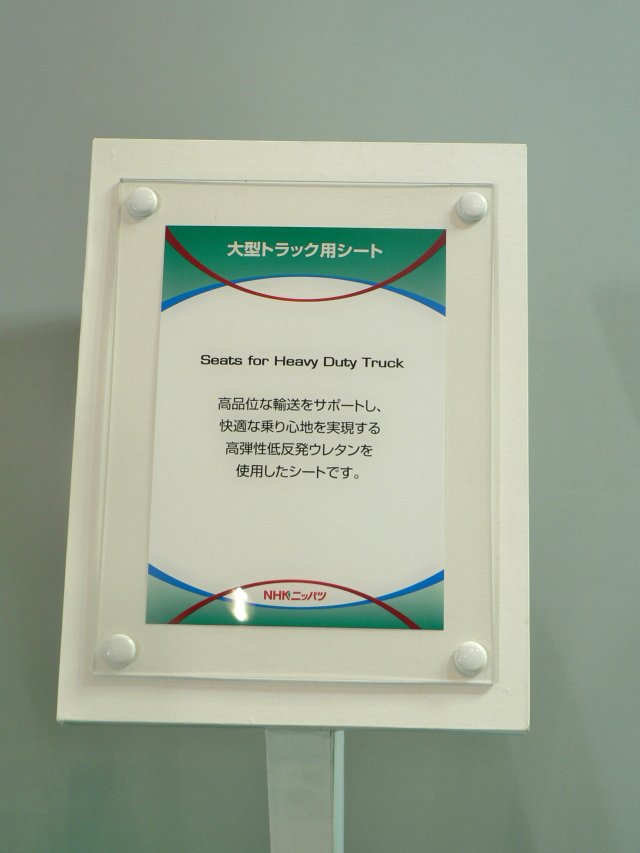 大型トラック用シート
Seats for Heavy Duty Truck
高品位な輸送をサポートし、
快適な乗り心地を実現する
高弾性低反発ウレタンを
使用したシートです。
NHKニッパツ